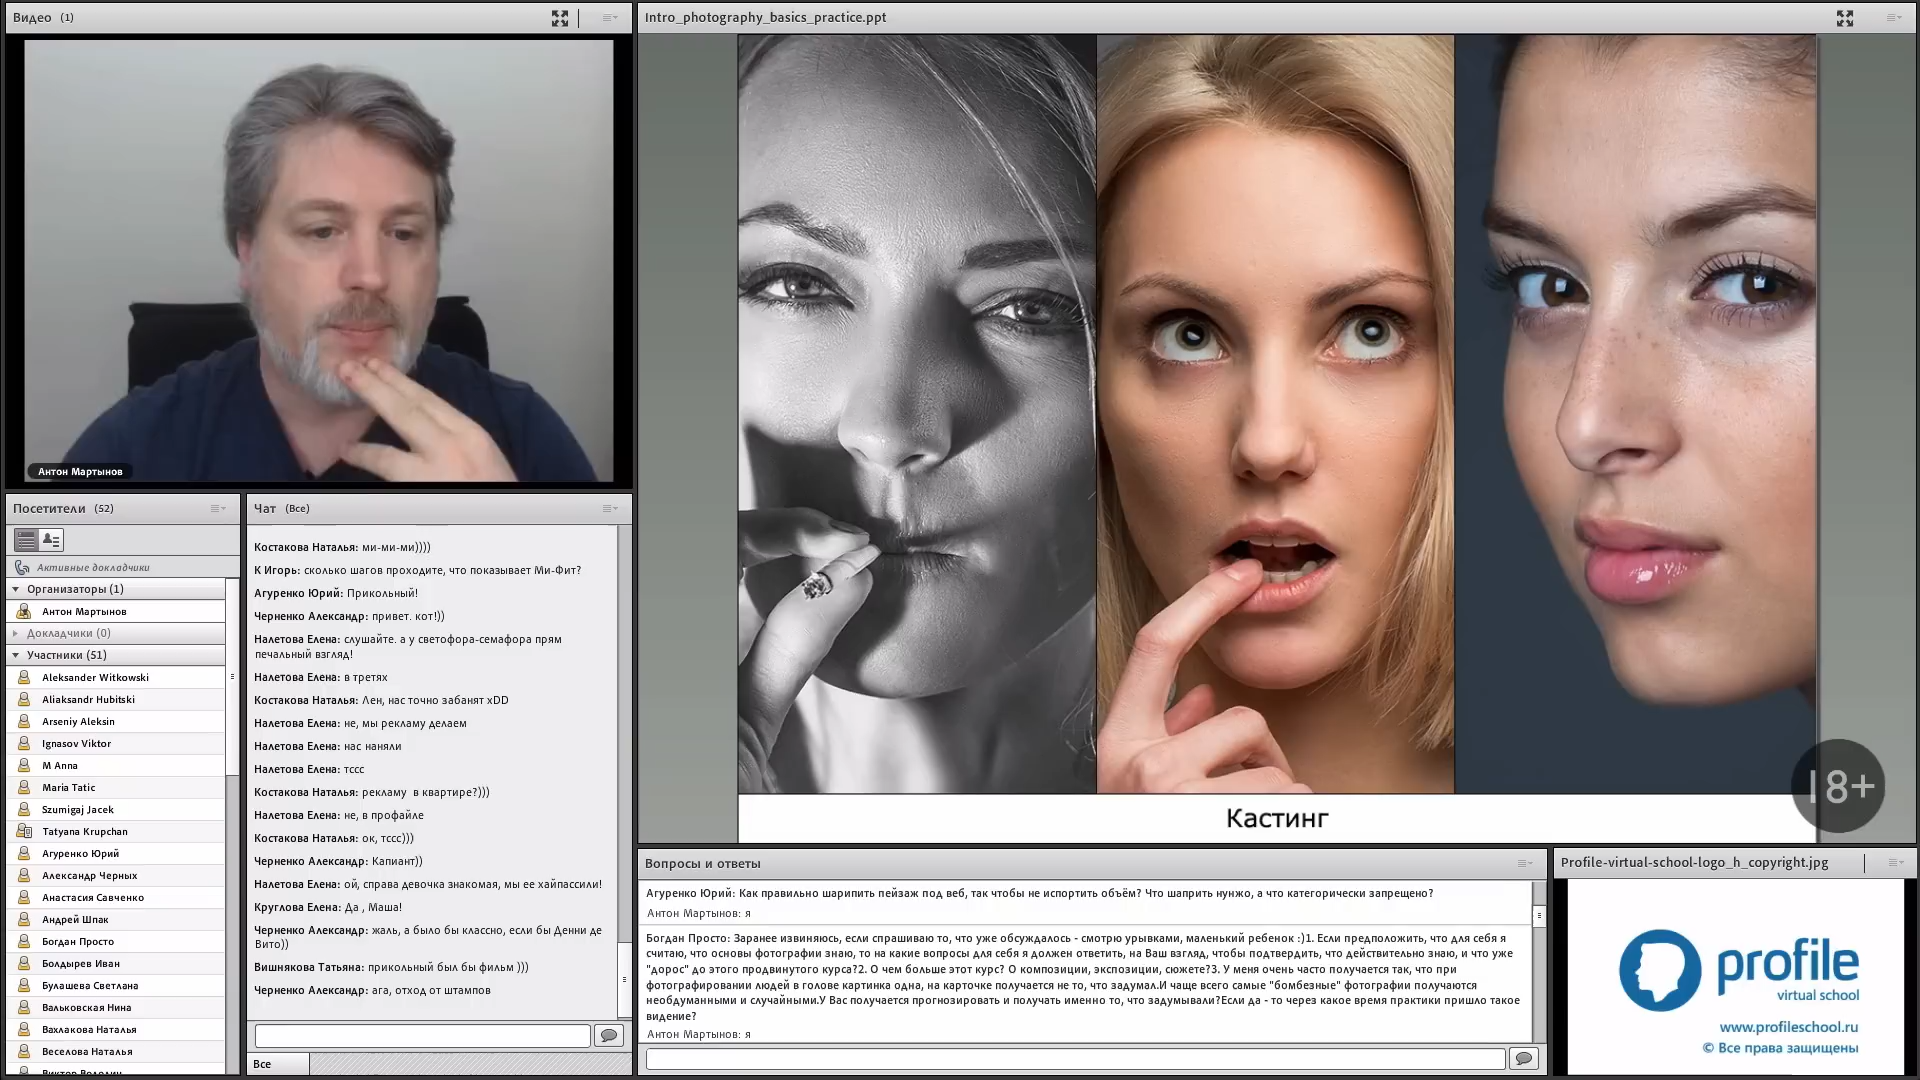 Видео (1)
Антон Мартынов
Посетители (52)
Активные докладчики
Организаторы (1)
Антон Мартынов
Докладчики (0)
Участники (51)
Aleksander Witkowski
Aliaksandr Hubitski
Arseniy Aleksin
Ignasov Viktor
M Anna
Maria Tatic
Szumigaj Jacek
Tatyana Krupchan
Агуренко Юрий
Александр Черных
Анастасия Савченко
Андрей Шпак
Богдан Просто
Болдырев Иван
Булашева Светлана
Вальковская Нина
Вахлакова Наталья
Веселова Наталья
Чат (Все)
Костакова Наталья: ми-ми-ми))))
К Игорь: сколько шагов проходите, что показывает Ми-Фит?
Агуренко Юрий: Прикольный!
Черненко Александр: привет. кот!))
Налетова Елена: слушайте. а у светофора-семафора прям
печальный взгляд!
Налетова Елена: в третях
Костакова Наталья: Лен, нас точно забанят xDD
Налетова Елена: не, мы рекламу делаем
Налетова Елена: нас наняли
Налетова Елена: тссс
Костакова Наталья: рекламу в квартире?)))
Налетова Елена: не, в профайле
Костакова Наталья: ок, тссс)))
Черненко Александр: Капиант))
Налетова Елена: ой, справа девочка знакомая, мы ее хайпассили!
Круглова Елена: Да , Маша!
Черненко Александр: жаль, а было бы классно, если бы Денни де
Вито))
Вишнякова Татьяна: прикольный был бы фильм )))
Черненко Александр: ага, отход от штампов
Все
Intro_photography_basics_practice.ppt
Кастинг
18+
Вопросы и ответы
Агуренко Юрий: Как правильно шарипить пейзаж под веб, так чтобы не испортить объём? Что шаприть нунжо, а что категорически запрещено?
Антон Мартынов: я
Богдан Просто: Заранее извиняюсь, если спрашиваю то, что уже обсуждалось - смотрю урывками, маленький ребенок :)1. Если предположить, что для себя я
считаю, что основы фотографии знаю, то на какие вопросы для себя я должен ответить, на Ваш взгляд, чтобы подтвердить, что действительно знаю, и что уже
"дорос" до этого продвинутого курса?2. О чем больше этот курс? О композиции, экспозиции, сюжете?3. У меня очень часто получается так, что при
фотографировании людей в голове картинка одна, на карточке получается не то, что задумал.И чаще всего самые "бомбезные" фотографии получаются
необдуманными и случайными.У Вас получается прогнозировать и получать именно то, что задумывали?Если да - то через какое время практики пришло такое
видение?
Антон Мартынов: я
Profile-virtual-school-logo_h_copyright.jpg
profile
virtual school
www.profileschool.ru
© Все права защищены